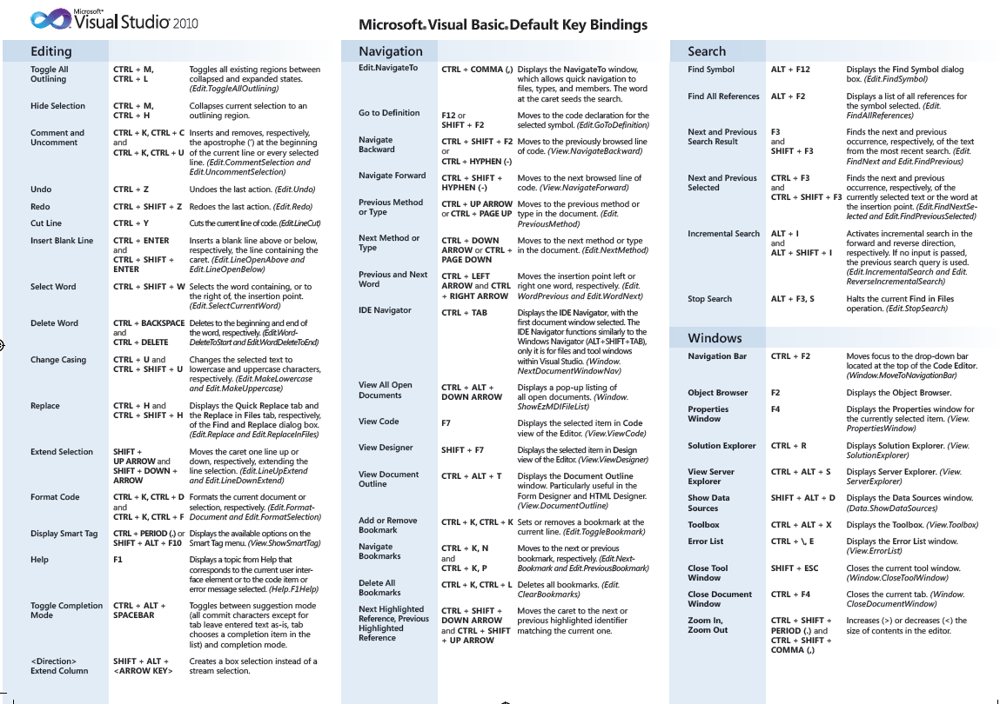 Microsoft®
Visual Studio® 2010
Microsoft® Visual Basic® Default Key Bindings
Editing
Toggle All Outlining CTRL + M, CTRL + L Toggles all existing regions between
collapsed and expanded states.
(Edit.ToggleAllOutlining)
Hide Selection CTRL + M, CTRL + H Collapses current selection to an
outlining region.
Comment and Uncomment CTRL + K, CTRL + C and CTRL + K, CTRL + U Inserts and removes, respectively,
the apostrophe (') at the beginning
of the current line or every selected
line. (Edit.CommentSelection and
Edit.UncommentSelection)
Undo CTRL + Z Undoes the last action. (Edit.Undo)
Redo CTRL + SHIFT + Z Redoes the last action. (Edit.Redo)
Cut Line CTRL + Y Cuts the current line of code. (Edit.LineCut)
Insert Blank Line CTRL + ENTER and CTRL + SHIFT + ENTER Inserts a blank line above or below,
respectively, the line containing the
caret. (Edit.LineOpenAbove and
Edit.LineOpenBelow)
Select Word CTRL + SHIFT + W Selects the word containing, or to
the right of, the insertion point.
(Edit.SelectCurrentWord)
Delete Word CTRL + BACKSPACE and CTRL + DELETE Deletes to the beginning and end of
the word, respectively. (Edit.Word-
DeleteToStart and Edit.WordDeleteToEnd)
Change Casing CTRL + U and CTRL + SHIFT + U Changes the selected text to
lowercase and uppercase characters,
respectively. (Edit.MakeLowercase
and Edit.MakeUppercase)
Replace CTRL + H and CTRL + SHIFT + H Displays the Quick Replace tab and
the Replace in Files tab, respectively,
of the Find and Replace dialog box.
(Edit.Replace and Edit.ReplaceInFiles)
Extend Selection SHIFT + UP ARROW and SHIFT + DOWN + ARROW Moves the caret one line up or
down, respectively, extending the
line selection. (Edit.LineUpExtend
and Edit.LineDownExtend)
Format Code CTRL + K, CTRL + D and CTRL + K, CTRL + F Formats the current document or
selection, respectively. (Edit.Format-
Document and Edit.FormatSelection)
Display Smart Tag CTRL + PERIOD (.) or SHIFT + ALT + F10 Displays the available options on the
Smart Tag menu. (View.ShowSmartTag)
Help F1 Displays a topic from Help that
corresponds to the current user inter-
face element or to the code item or
error message selected. (Help.F1Help)
Toggle Completion Mode CTRL + ALT + SPACEBAR Toggles between suggestion mode
(all commit characters except for
tab leave entered text as-is, tab
chooses a completion item in the
list) and completion mode.
<Direction> Extend Column SHIFT + ALT + <ARROW KEY> Creates a box selection instead of a
stream selection.
Navigation
Edit.NavigateTo CTRL + COMMA (,) Displays the NavigateTo window,
which allows quick navigation to
files, types, and members. The word
at the caret seeds the search.
Go to Definition F12 or SHIFT + F2 Moves to the code declaration for the
selected symbol. (Edit.GoToDefinition)
Navigate Backward CTRL + SHIFT + F2 or CTRL + HYPHEN (-) Moves to the previously browsed line
of code. (View.NavigateBackward)
Navigate Forward CTRL + SHIFT + HYPHEN (-) Moves to the next browsed line of
code. (View.NavigateForward)
Previous Method or Type CTRL + UP ARROW or CTRL + PAGE UP Moves to the previous method or
type in the document. (Edit.
PreviousMethod)
Next Method or Type CTRL + DOWN ARROW or CTRL + PAGE DOWN Moves to the next method or type
in the document. (Edit.NextMethod)
Previous and Next Word CTRL + LEFT ARROW and CTRL + RIGHT ARROW Moves the insertion point left or
right one word, respectively. (Edit.
WordPrevious and Edit.WordNext)
IDE Navigator CTRL + TAB Displays the IDE Navigator, with the
first document window selected. The
IDE Navigator functions similarly to the
Windows Navigator (ALT+SHIFT+TAB),
only it is for files and tool windows
within Visual Studio. (Window.
NextDocumentWindowNav)
View All Open Documents CTRL + ALT + DOWN ARROW Displays a pop-up listing of
all open documents. (Window.
ShowEzMDIFileList)
View Code F7 Displays the selected item in Code
view of the Editor. (View.ViewCode)
View Designer SHIFT + F7 Displays the selected item in Design
view of the Editor. (View.ViewDesigner)
View Document Outline CTRL + ALT + T Displays the Document Outline
window. Particularly useful in the
Form Designer and HTML Designer.
(View.DocumentOutline)
Add or Remove Bookmark CTRL + K, CTRL + K Sets or removes a bookmark at the
current line. (Edit.ToggleBookmark)
Navigate Bookmarks CTRL + K, N and CTRL + K, P Moves to the next or previous
bookmark, respectively. (Edit.Next-
Bookmark and Edit.PreviousBookmark)
Delete All Bookmarks CTRL + K, CTRL + L Deletes all bookmarks. (Edit.
ClearBookmarks)
Next Highlighted Reference, Previous Highlighted Reference CTRL + SHIFT + DOWN ARROW and CTRL + SHIFT + UP ARROW Moves the caret to the next or
previous highlighted identifier
matching the current one.
Search
Find Symbol ALT + F12 Displays the Find Symbol dialog
box. (Edit.FindSymbol)
Find All References ALT + F2 Displays a list of all references for
the symbol selected. (Edit.
FindAllReferences)
Next and Previous Search Result F3 and SHIFT + F3 Finds the next and previous
occurrence, respectively, of the text
from the most recent search. (Edit.
FindNext and Edit.FindPrevious)
Next and Previous Selected CTRL + F3 and CTRL + SHIFT + F3 Finds the next and previous
occurrence, respectively, of the
currently selected text or the word at
the insertion point. (Edit.FindNextSe-
lected and Edit.FindPreviousSelected)
Incremental Search ALT + I and ALT + SHIFT + I Activates incremental search in the
forward and reverse direction,
respectively. If no input is passed,
the previous search query is used.
(Edit.IncrementalSearch and Edit.
ReverseIncrementalSearch)
Stop Search ALT + F3, S Halts the current Find in Files
operation. (Edit.StopSearch)
Windows
Navigation Bar CTRL + F2 Moves focus to the drop-down bar
located at the top of the Code Editor.
(Window.MoveToNavigationBar)
Object Browser F2 Displays the Object Browser.
Properties Window F4 Displays the Properties window for
the currently selected item. (View.
PropertiesWindow)
Solution Explorer CTRL + R Displays Solution Explorer. (View.
SolutionExplorer)
View Server Explorer CTRL + ALT + S Displays Server Explorer. (View.
ServerExplorer)
Show Data Sources SHIFT + ALT + D Displays the Data Sources window.
(Data.ShowDataSources)
Toolbox CTRL + ALT + X Displays the Toolbox. (View.Toolbox)
Error List CTRL + \, E Displays the Error List window.
(View.ErrorList)
Close Tool Window SHIFT + ESC Closes the current tool window.
(Window.CloseToolWindow)
Close Document Window CTRL + F4 Closes the current tab. (Window.
CloseDocumentWindow)
Zoom In, Zoom Out CTRL + SHIFT + PERIOD (.) and CTRL + SHIFT + COMMA (,) Increases (>) or decreases (<) the
size of contents in the editor.